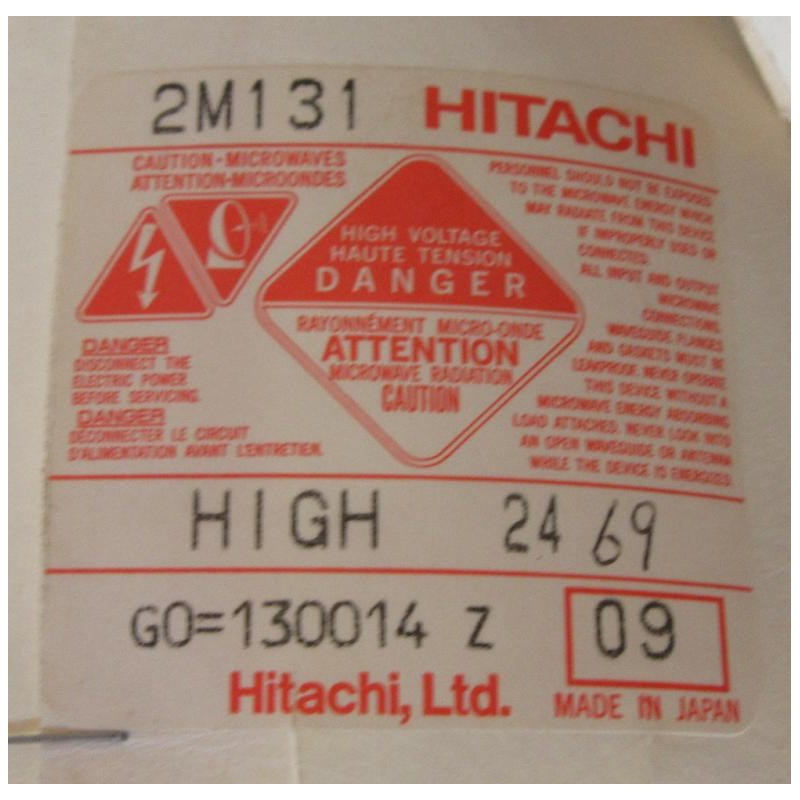 2M131 HITACHI
CAUTION-MICROWAVES
ATTENTION-MICROONDES
HIGH VOLTAGE
HAUTE TENSION
DANGER
RAYONNÉMENT MICRO-ONDE
ATTENTION
MICROWAVE RADIATION
CAUTION
DANGER
DISCONNECT THE
ELECTRIC POWER
BEFORE SERVICING.
DANGER
DÉCONNECTER LE CIRCUIT
D'ALIMENTATION AVANT L'ENTRETIEN.
PERSONNEL SHOULD NOT BE EXPOSED
TO THE MICROWAVE ENERGY WHICH
MAY RADIATE FROM THIS DEVICE
IF IMPROPERLY USED OR
CONNECTED.
ALL INPUT AND OUTPUT
MICROWAVE
CONNECTIONS,
WAVEGUIDE FLANGES
AND GASKETS MUST BE
LEAKPROOF. NEVER OPERATE
THIS DEVICE WITHOUT A
MICROWAVE ENERGY ABSORBING
LOAD ATTACHED. NEVER LOOK INTO
AN OPEN WAVEGUIDE OR ANTENNA
WHILE THE DEVICE IS ENERGIZED.
HIGH 24 69
GO=130014 Z 09
Hitachi, Ltd. MADE IN JAPAN